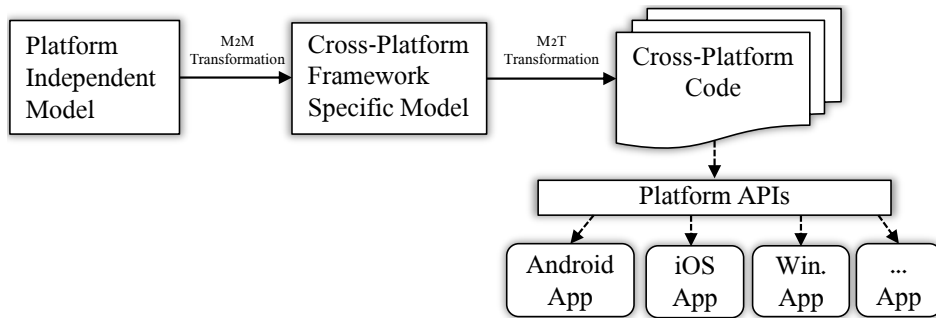 Platform
Independent
Model
M2M
Transformation
Cross-Platform
Framework
Specific Model
M2T
Transformation
Cross-Platform
Code
Platform APIs
Android
App
iOS
App
Win.
App
...
App